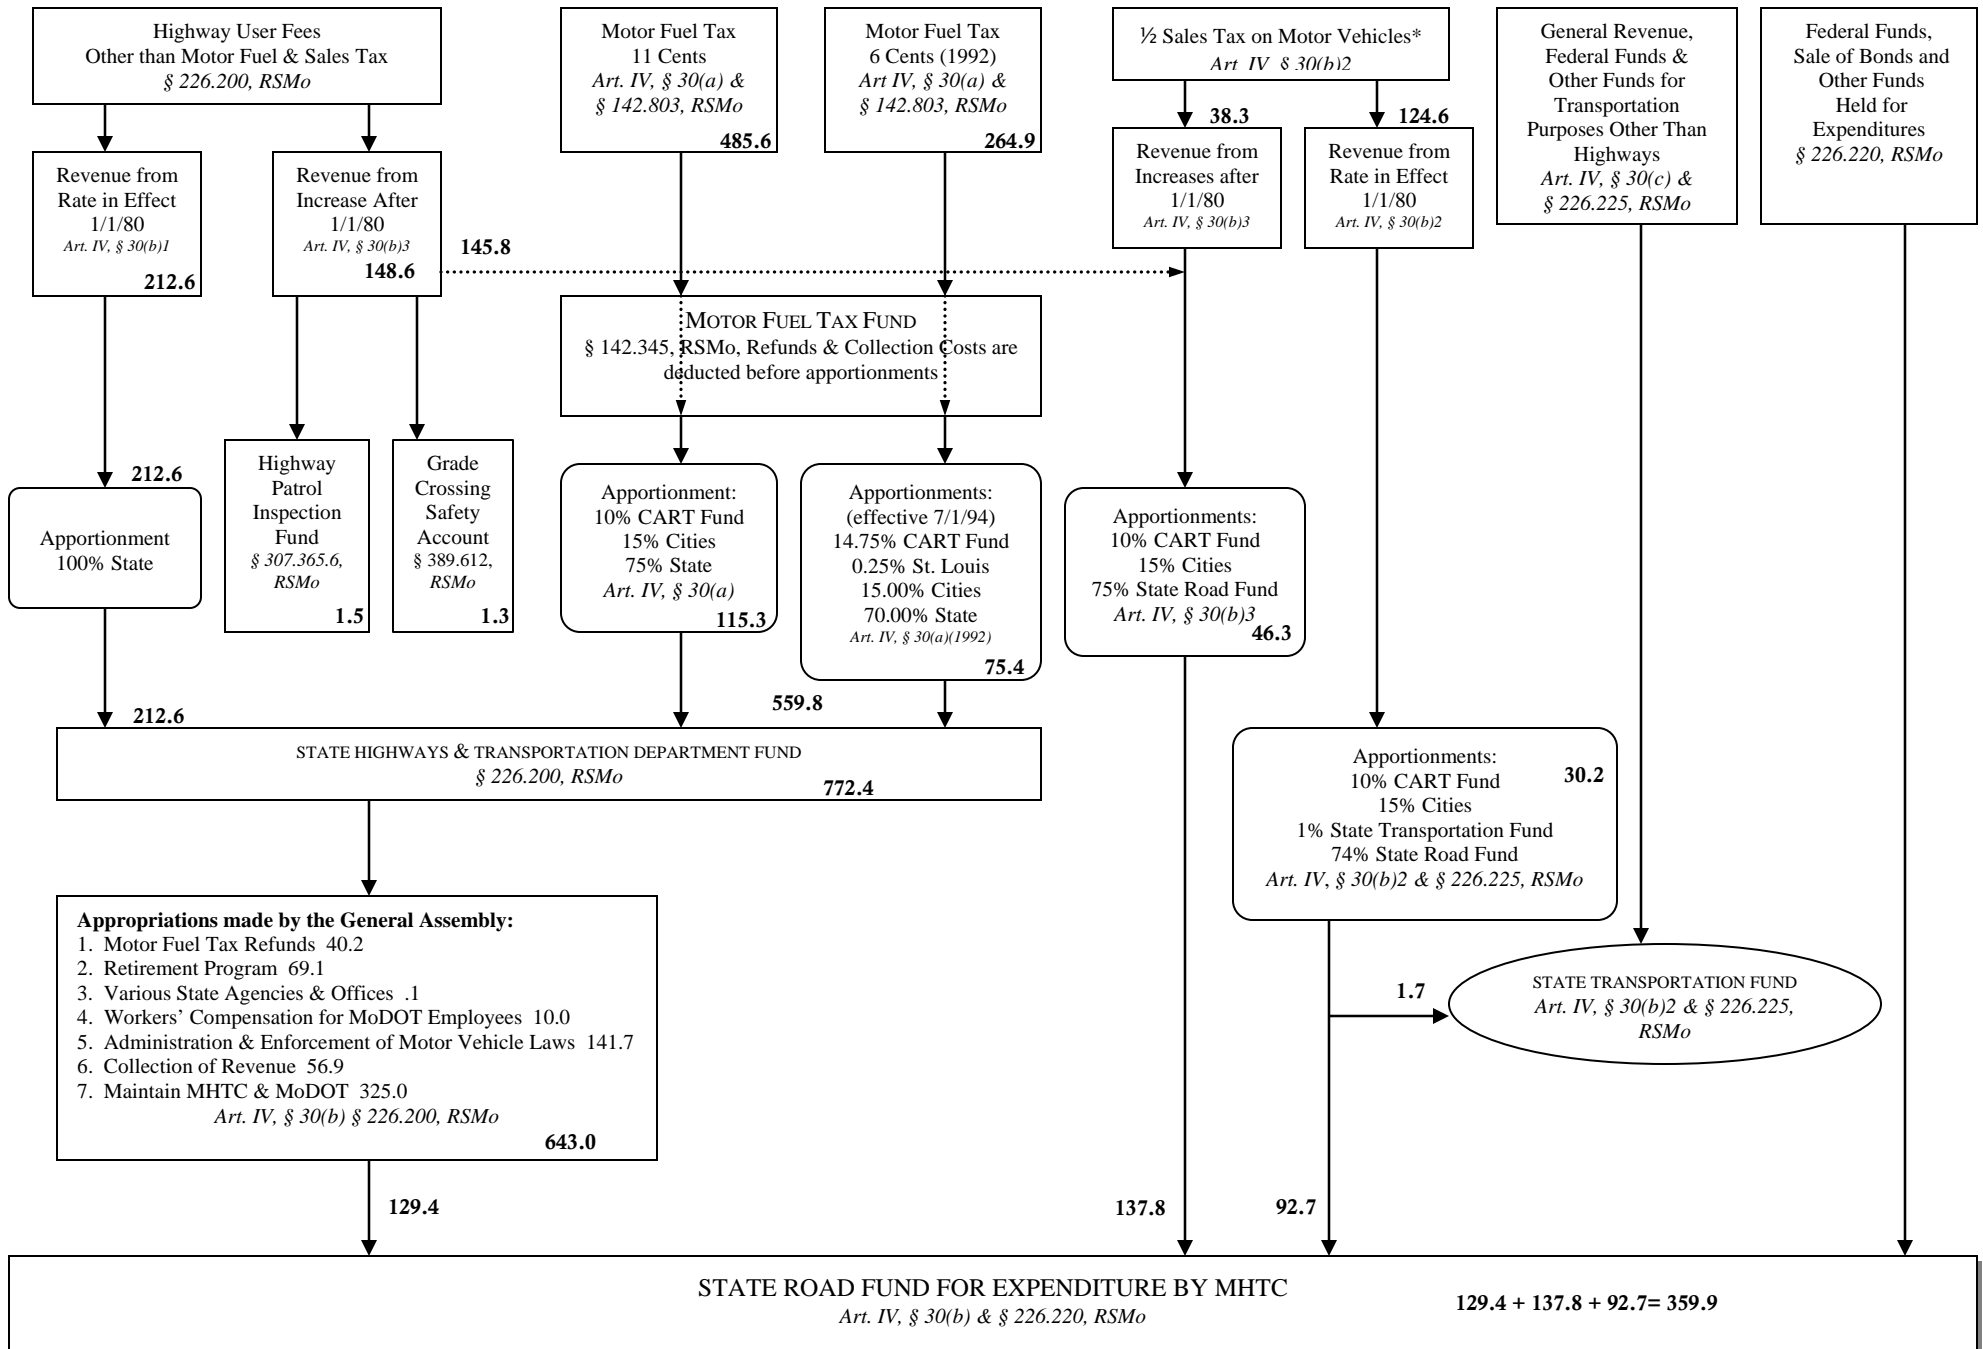 Highway User Fees
Other than Motor Fuel & Sales Tax
§ 226.200, RSMo
Motor Fuel Tax
11 Cents
Art. IV, § 30(a) &
§ 142.803, RSMo
485.6
Motor Fuel Tax
6 Cents (1992)
Art IV, § 30(a) &
§ 142.803, RSMo
264.9
½ Sales Tax on Motor Vehicles*
Art IV § 30(b)2
General Revenue,
Federal Funds &
Other Funds for
Transportation
Purposes Other Than
Highways
Art. IV, § 30(c) &
§ 226.225, RSMo
Federal Funds,
Sale of Bonds and
Other Funds
Held for
Expenditures
§ 226.220, RSMo
38.3
124.6
Revenue from
Rate in Effect
1/1/80
Art. IV, § 30(b)1
212.6
Revenue from
Increase After
1/1/80
Art. IV, § 30(b)3
148.6
145.8
Revenue from
Increases after
1/1/80
Art. IV, § 30(b)3
Revenue from
Rate in Effect
1/1/80
Art. IV, § 30(b)2
MOTOR FUEL TAX FUND
§ 142.345, RSMo, Refunds & Collection Costs are
deducted before apportionments
212.6
Apportionment
100% State
Highway
Patrol
Inspection
Fund
§ 307.365.6,
RSMo
1.5
Grade
Crossing
Safety
Account
§ 389.612,
RSMo
1.3
Apportionment:
10% CART Fund
15% Cities
75% State
Art. IV, § 30(a)
115.3
Apportionments:
(effective 7/1/94)
14.75% CART Fund
0.25% St. Louis
15.00% Cities
70.00% State
Art. IV, § 30(a)(1992)
75.4
Apportionments:
10% CART Fund
15% Cities
75% State Road Fund
Art. IV, § 30(b)3
46.3
212.6
559.8
STATE HIGHWAYS & TRANSPORTATION DEPARTMENT FUND
§ 226.200, RSMo
772.4
Apportionments:
10% CART Fund
30.2
15% Cities
1% State Transportation Fund
74% State Road Fund
Art. IV, § 30(b)2 & § 226.225, RSMo
Appropriations made by the General Assembly:
1. Motor Fuel Tax Refunds 40.2
2. Retirement Program 69.1
3. Various State Agencies & Offices .1
4. Workers' Compensation for MoDOT Employees 10.0
5. Administration & Enforcement of Motor Vehicle Laws 141.7
6. Collection of Revenue 56.9
7. Maintain MHTC & MoDOT 325.0
Art. IV, § 30(b) § 226.200, RSMo
643.0
1.7
STATE TRANSPORTATION FUND
Art. IV, § 30(b)2 & § 226.225,
RSMo
129.4
137.8
92.7
STATE ROAD FUND FOR EXPENDITURE BY MHTC
Art. IV, § 30(b) & § 226.220, RSMo
129.4 + 137.8 + 92.7= 359.9